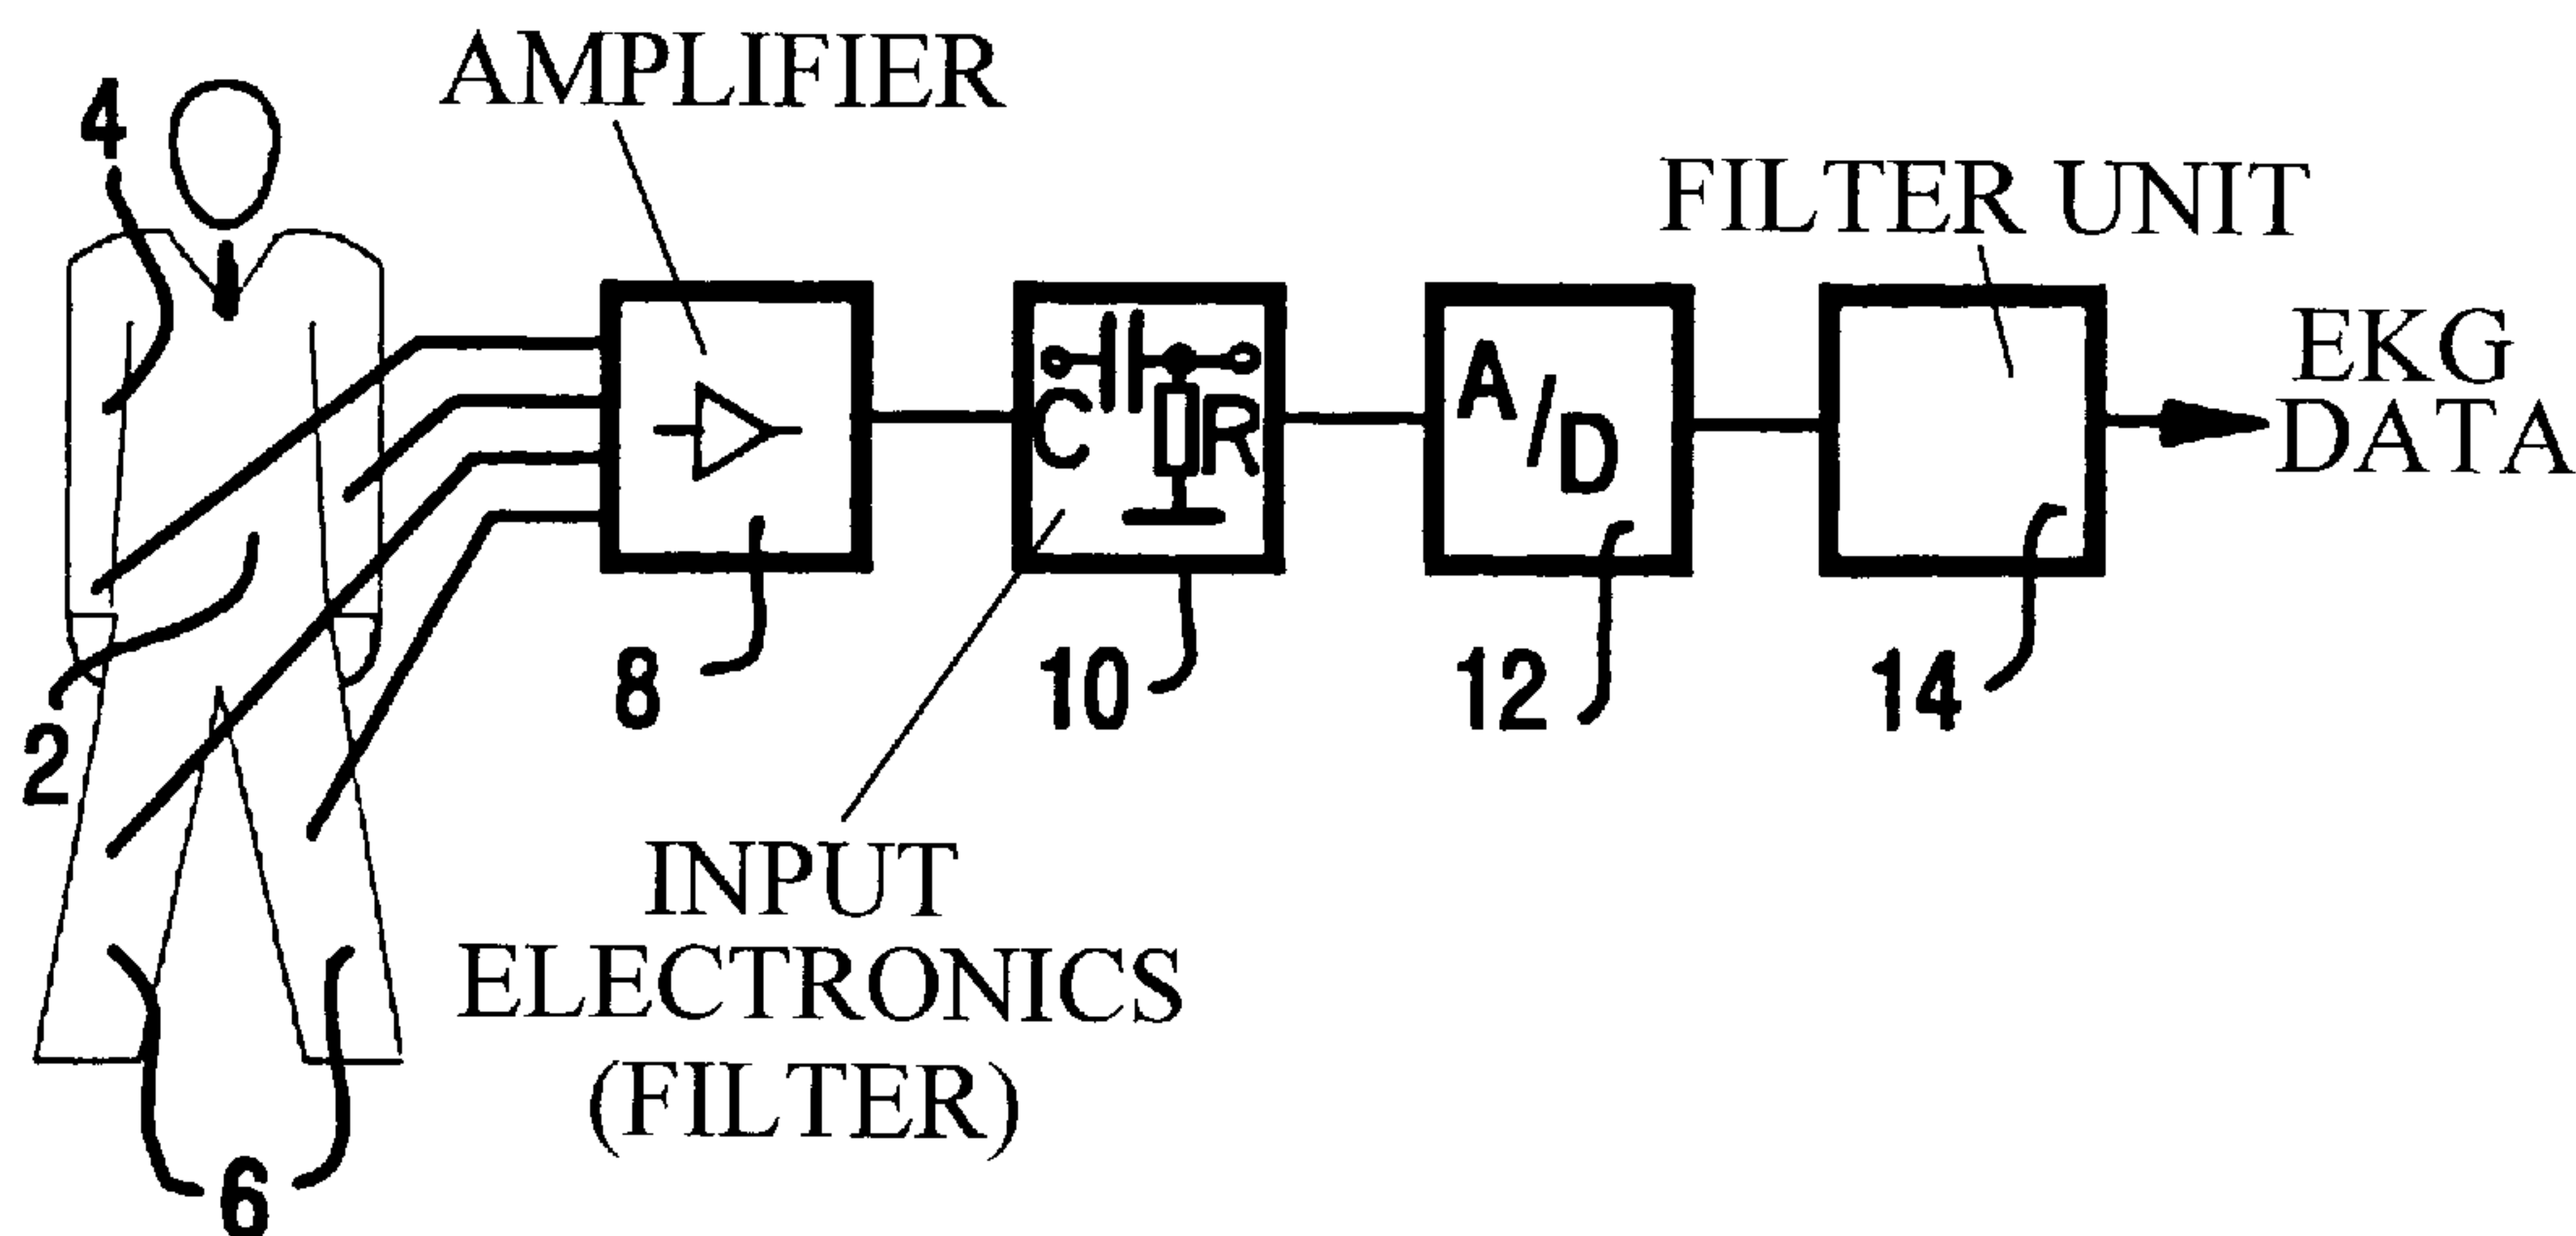 AMPLIFIER
4
FILTER UNIT
EKG
DATA
A/D
C
R
2
8
10
12
14
INPUT
ELECTRONICS
(FILTER)
6